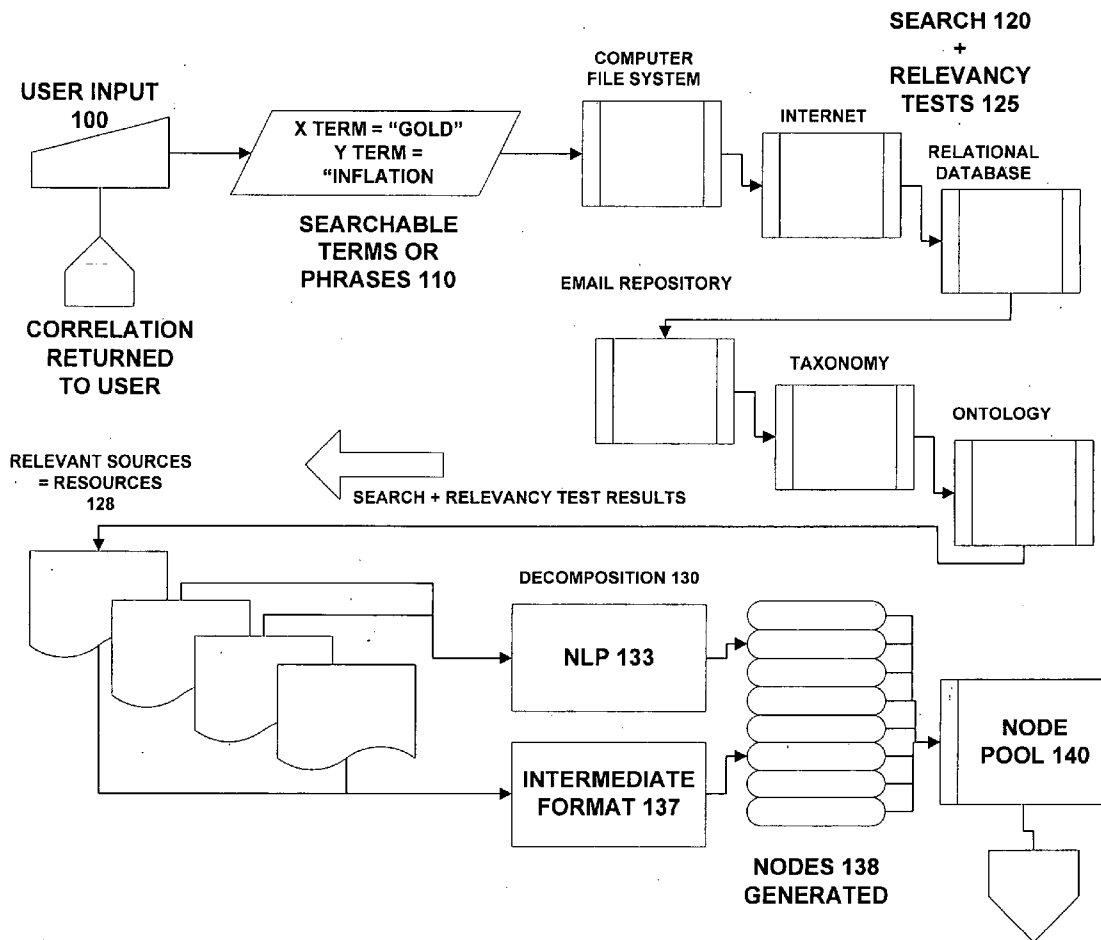 SEARCH 120
+
RELEVANCY
TESTS 125
COMPUTER
FILE SYSTEM
USER INPUT
100
X TERM = “GOLD”
Y TERM =
“INFLATION
INTERNET
RELATIONAL
DATABASE
SEARCHABLE
TERMS OR
PHRASES 110
EMAIL REPOSITORY
CORRELATION
RETURNED
TO USER
TAXONOMY
ONTOLOGY
RELEVANT SOURCES
= RESOURCES
128
SEARCH + RELEVANCY TEST RESULTS
DECOMPOSITION 130
NLP 133
NODE
POOL 140
INTERMEDIATE
FORMAT 137
NODES 138
GENERATED